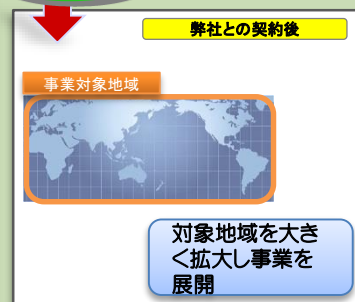 弊社との契約後
事業対象地域
対象地域を大き
く拡大し事業を
展開